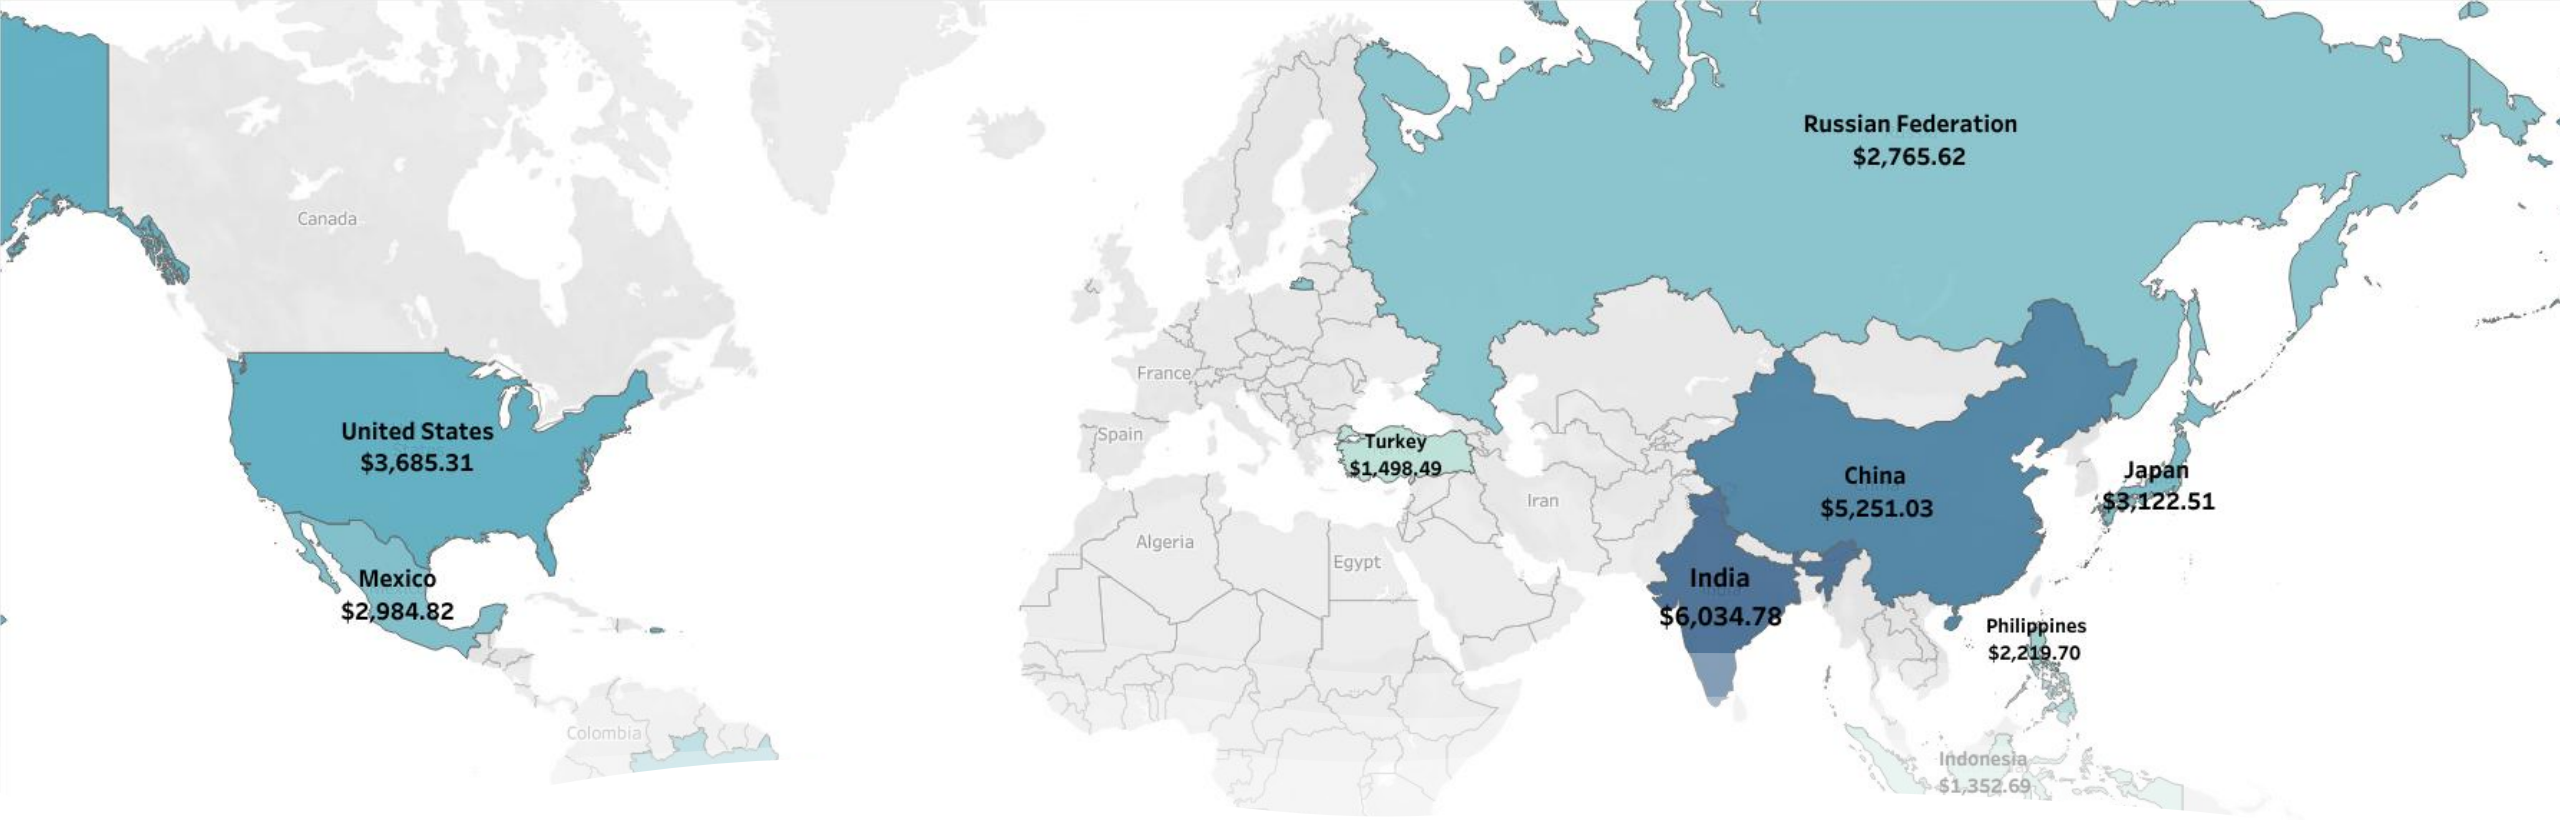 Russian Federation
$2,765.62
Canada
France
United States
$3,685.31
Spain
Turkey
$1,498.49
Japan
$3,122.51
China
$5,251.03
Iran
Algeria
Egypt
Mexico
$2,984.82
India
$6,034.78
Philippines
$2,219.70
Colombia
Indonesia
$1,352.69